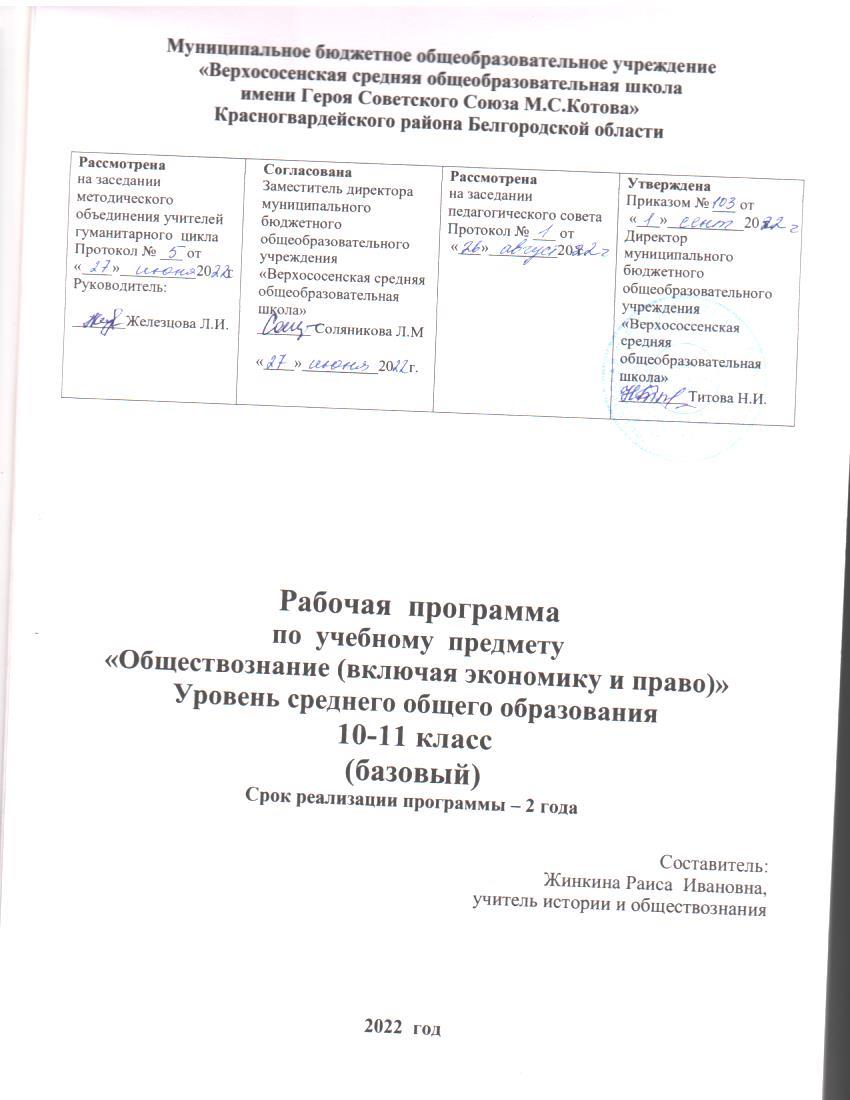 Муниципальное бюджетное общеобразовательное учреждение
«Верхососенская средняя общеобразовательная школа
имени Героя Советского Союза М.С.Котова»
Красногвардейского района Белгородской области
Рассмотрена
на заседании
методического
объединения учителей
гуманитарного цикла
Протокол № 5 от
«27» июня 2022г
Руководитель:
Железцова Л.И.
Согласована
Заместитель директора
муниципального
бюджетного
общеобразовательного
учреждения
«Верхососенская средняя
общеобразовательная
школа»
Соляникова Л.М
«27» июня 2022г.
Рассмотрена
на заседании
педагогического совета
Протокол № 1 от
«26» август 2022г
Утверждена
Приказом № 103 от
«1» сент 2022 г
Директор
муниципального
бюджетного
общеобразовательного
учреждения
«Верхососсенская
средняя
общеобразовательная
школа»
Титова Н.И.
Рабочая программа
по учебному предмету
«Обществознание (включая экономику и право)»
Уровень среднего общего образования
10-11 класс
(базовый)
Срок реализации программы – 2 года
Составитель:
Жинкина Раиса Ивановна,
учитель истории и обществознания
2022 год